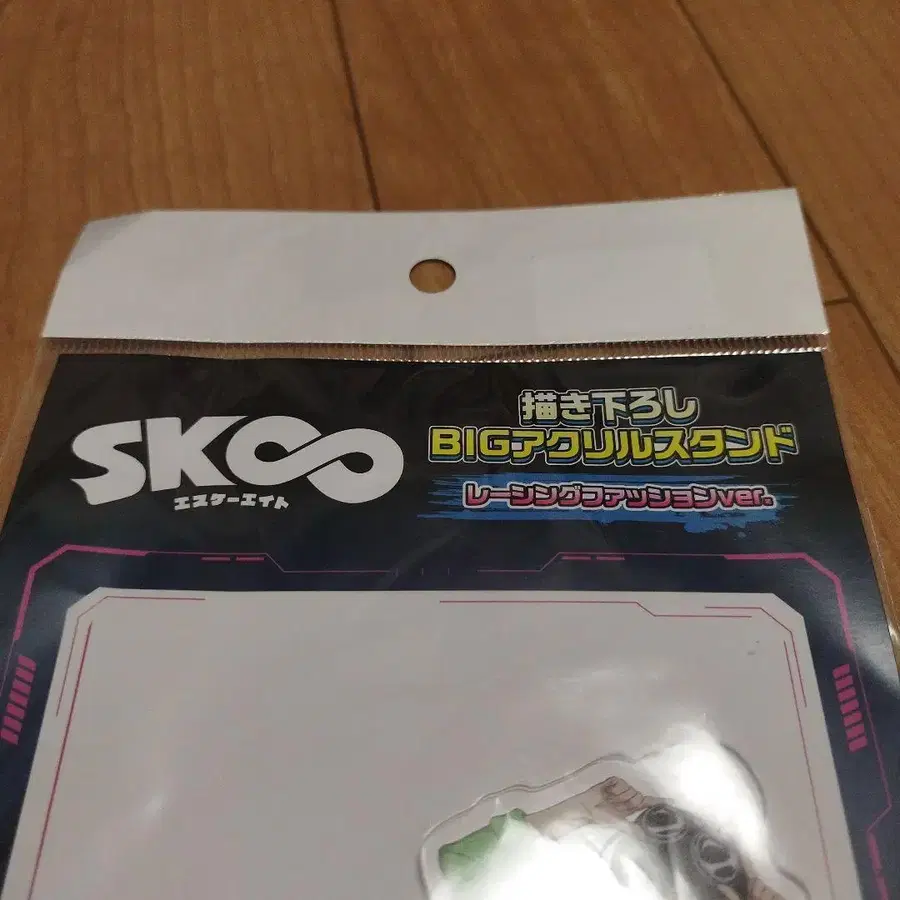 SK∞
エスケーエイト
描き下ろし
BIGアクリルスタンド
レーシングファッションver.